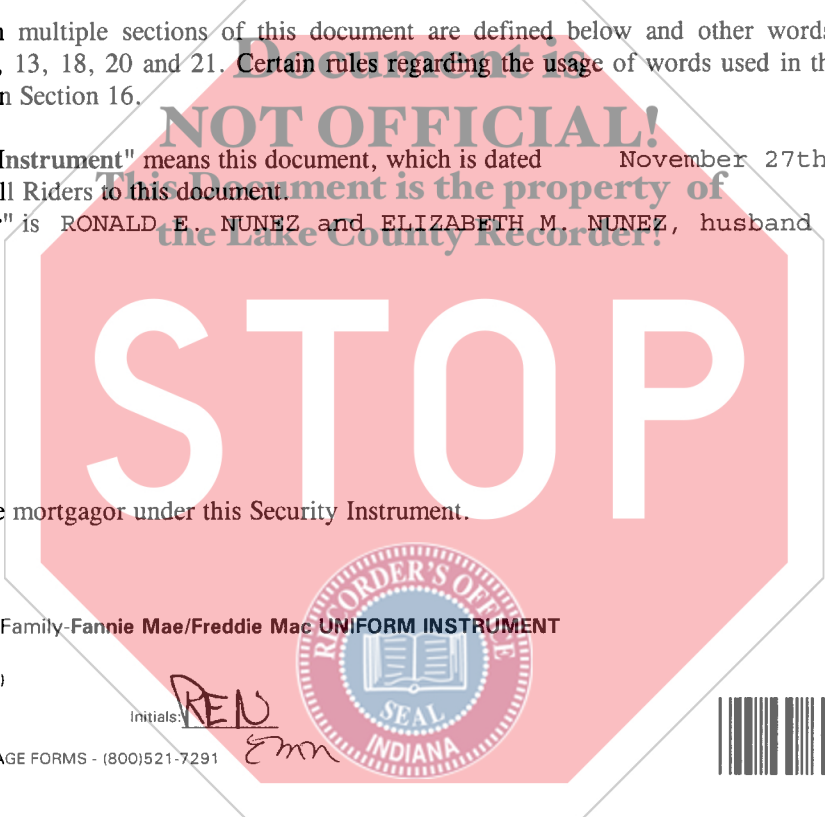 multiple sections of this document are defined below and other words
, 13, 18, 20 and 21. Certain rules regarding the usage of words used in
n Section 16.
Document is
NOT OFFICIAL!
This Document is the property of
the Lake County Recorder!
Instrument" means this document, which is dated November 27th
ll Riders to this document.
" is RONALD E. NUNEZ and ELIZABETH M. NUNEZ, husband
STOP
e mortgagor under this Security Instrument.
RECORDER'S OFFICE
SEAL
INDIANA
Family-Fannie Mae/Freddie Mac UNIFORM INSTRUMENT
)
Initials: REN
EMN
AGE FORMS - (800)521-7291